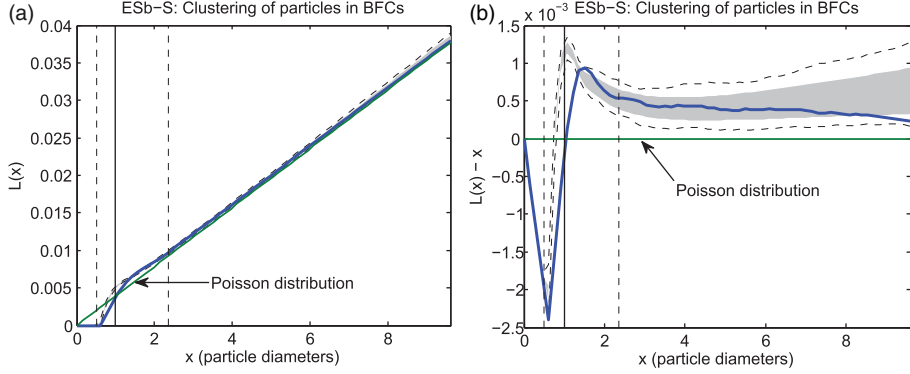 (a)
ESb−S: Clustering of particles in BFCs
0.04
0.035
0.03
0.025
0.02
0.015
0.01
0.005
0
L(x)
Poisson distribution
0 2 4 6 8
x (particle diameters)
(b)
ESb−S: Clustering of particles in BFCs
x 10⁻³
1.5
1
0.5
0
−0.5
−1
−1.5
−2
−2.5
L(x) − x
Poisson distribution
0 2 4 6 8
x (particle diameters)